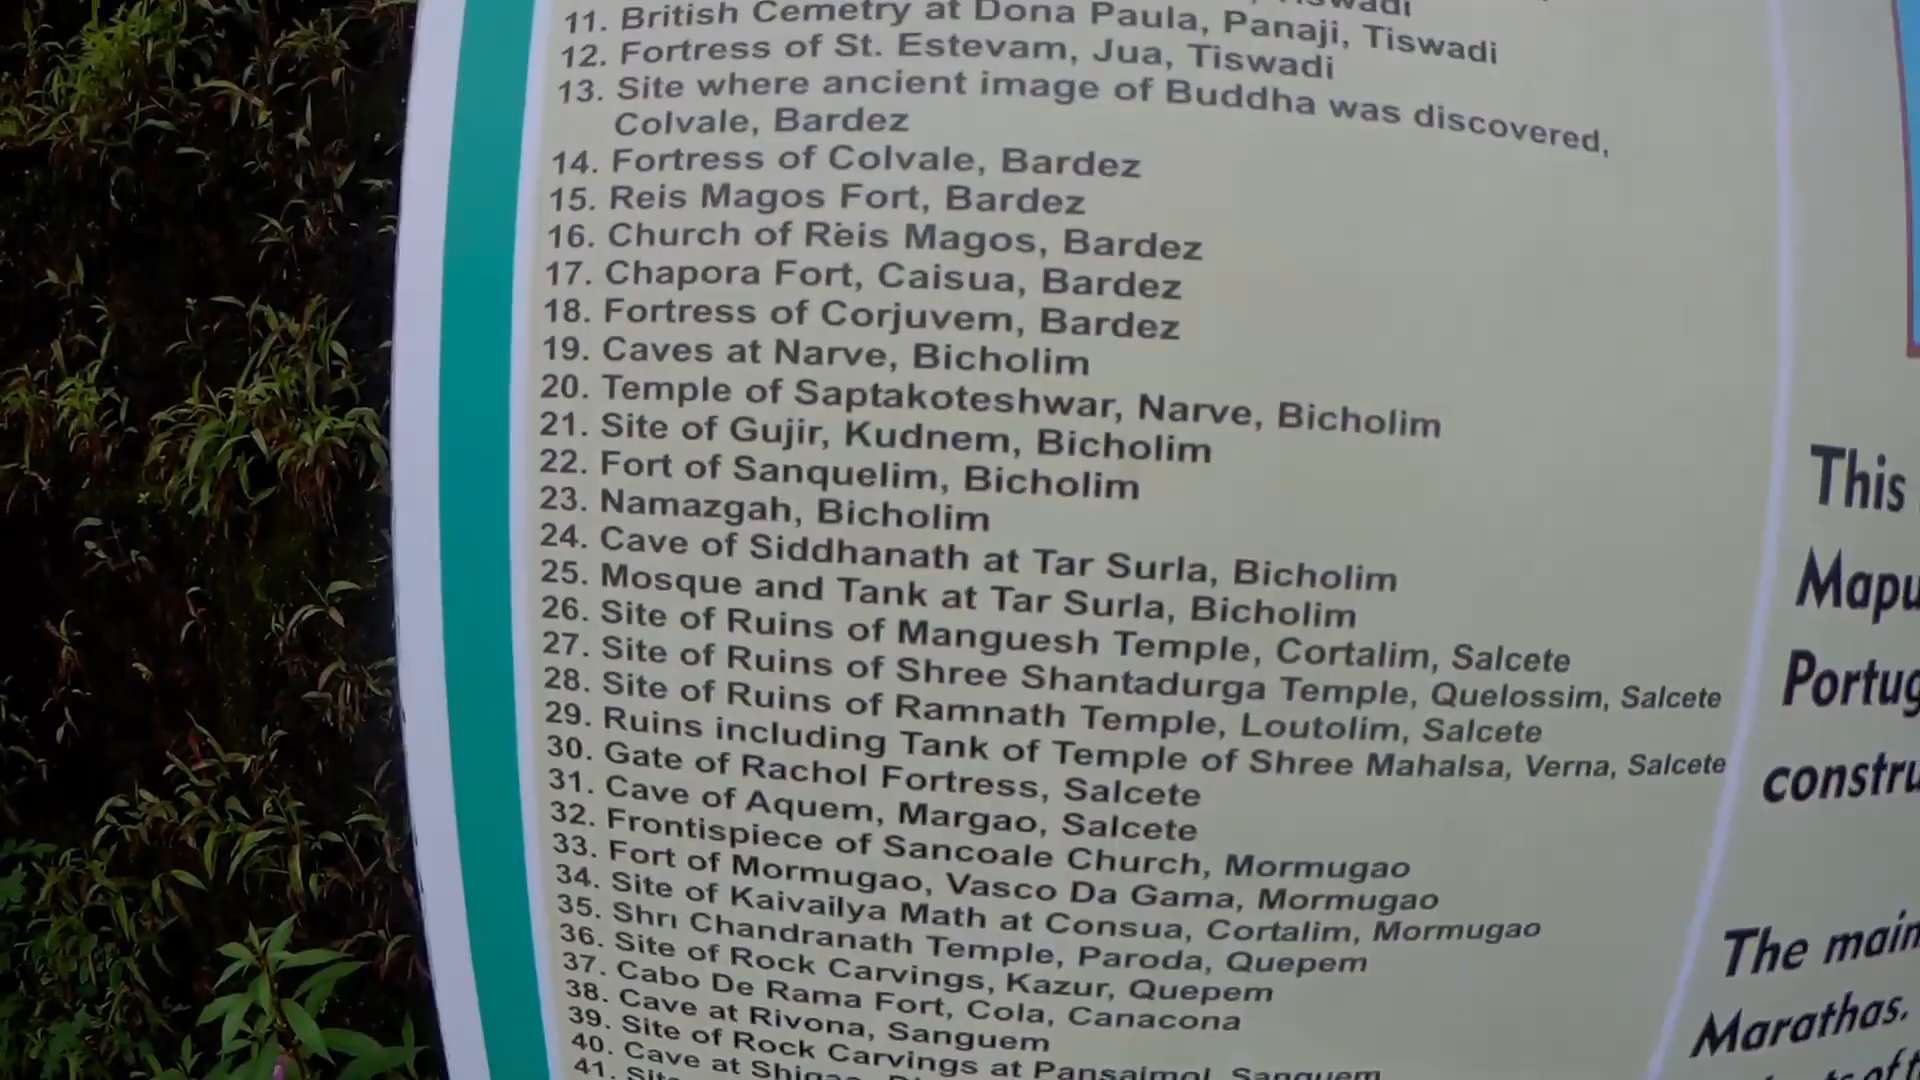 11. British Cemetry at Dona Paula, Panaji, Tiswadi
12. Fortress of St. Estevam, Jua, Tiswadi
13. Site where ancient image of Buddha was discovered,
Colvale, Bardez
14. Fortress of Colvale, Bardez
15. Reis Magos Fort, Bardez
16. Church of Reis Magos, Bardez
17. Chapora Fort, Caisua, Bardez
18. Fortress of Corjuvem, Bardez
19. Caves at Narve, Bicholim
20. Temple of Saptakoteshwar, Narve, Bicholim
21. Site of Gujir, Kudnem, Bicholim
22. Fort of Sanquelim, Bicholim
23. Namazgah, Bicholim
24. Cave of Siddhanath at Tar Surla, Bicholim
25. Mosque and Tank at Tar Surla, Bicholim
26. Site of Ruins of Manguesh Temple, Cortalim, Salcete
27. Site of Ruins of Shree Shantadurga Temple, Quelossim, Salcete
28. Site of Ruins of Ramnath Temple, Loutolim, Salcete
29. Ruins including Tank of Temple of Shree Mahalsa, Verna, Salcete
30. Gate of Rachol Fortress, Salcete
31. Cave of Aquem, Margao, Salcete
32. Frontispiece of Sancoale Church, Mormugao
33. Fort of Mormugao, Vasco Da Gama, Mormugao
34. Site of Kaivailya Math at Consua, Cortalim, Mormugao
35. Shri Chandranath Temple, Paroda, Quepem
36. Site of Rock Carvings, Kazur, Quepem
37. Cabo De Rama Fort, Cola, Canacona
38. Cave at Rivona, Sanguem
39. Site of Rock Carvings at Pansaimol, Sanguem
40. Cave at
41.
This
Mapu
Portug
constru
The main
Marathas.